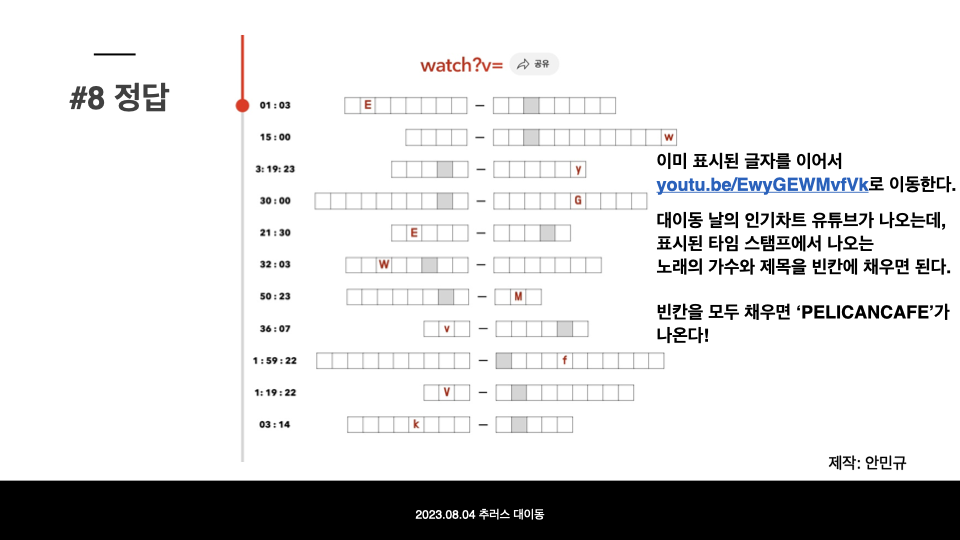 #8 정답
watch?v= 공유
01 : 03 E –
15 : 00 – w
3: 19: 23 – y
30 : 00 – G
21 : 30 E –
32 : 03 W –
50 : 23 – M
36 : 07 v –
1 : 59 : 22 – f
1: 19 : 22 V –
03 : 14 k –
이미 표시된 글자를 이어서
youtu.be/EwyGEWMvfVk로 이동한다.
대이동 날의 인기차트 유튜브가 나오는데,
표시된 타임 스탬프에서 나오는
노래의 가수와 제목을 빈칸에 채우면 된다.
빈칸을 모두 채우면 ‘PELICANCAFE’가
나온다!
제작: 안민규
2023.08.04 추러스 대이동